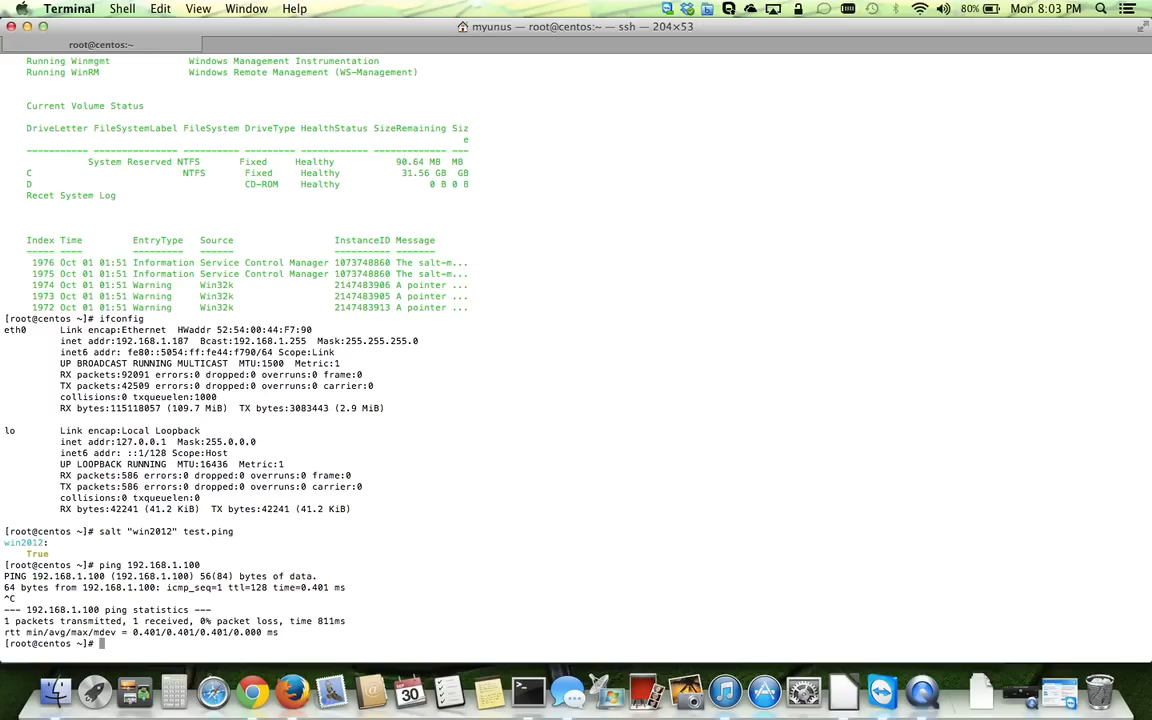 Terminal Shell Edit View Window Help 80% Mon 8:03 PM
myunus — root@centos:~ — ssh — 204×53
root@centos:~
Running Winmgmt Windows Management Instrumentation
Running WinRM Windows Remote Management (WS-Management)
Current Volume Status
DriveLetter FileSystemLabel FileSystem DriveType HealthStatus SizeRemaining Siz
e
----------- --------------- ---------- --------- ------------ ------------- ---
System Reserved NTFS Fixed Healthy 90.64 MB MB
C NTFS Fixed Healthy 31.56 GB GB
D CD-ROM Healthy 0 B 0 B
Recet System Log
Index Time EntryType Source InstanceID Message
----- ---- --------- ------ ---------- -------
1976 Oct 01 01:51 Information Service Control Manager 1073748860 The salt-m...
1975 Oct 01 01:51 Information Service Control Manager 1073748860 The salt-m...
1974 Oct 01 01:51 Warning Win32k 2147483906 A pointer ...
1973 Oct 01 01:51 Warning Win32k 2147483905 A pointer ...
1972 Oct 01 01:51 Warning Win32k 2147483913 A pointer ...
[root@centos ~]# ifconfig
eth0 Link encap:Ethernet HWaddr 52:54:00:44:F7:90
inet addr:192.168.1.187 Bcast:192.168.1.255 Mask:255.255.255.0
inet6 addr: fe80::5054:ff:fe44:f790/64 Scope:Link
UP BROADCAST RUNNING MULTICAST MTU:1500 Metric:1
RX packets:92091 errors:0 dropped:0 overruns:0 frame:0
TX packets:42509 errors:0 dropped:0 overruns:0 carrier:0
collisions:0 txqueuelen:1000
RX bytes:115118057 (109.7 MiB) TX bytes:3083443 (2.9 MiB)
lo Link encap:Local Loopback
inet addr:127.0.0.1 Mask:255.0.0.0
inet6 addr: ::1/128 Scope:Host
UP LOOPBACK RUNNING MTU:16436 Metric:1
RX packets:586 errors:0 dropped:0 overruns:0 frame:0
TX packets:586 errors:0 dropped:0 overruns:0 carrier:0
collisions:0 txqueuelen:0
RX bytes:42241 (41.2 KiB) TX bytes:42241 (41.2 KiB)
[root@centos ~]# salt "win2012" test.ping
win2012:
True
[root@centos ~]# ping 192.168.1.100
PING 192.168.1.100 (192.168.1.100) 56(84) bytes of data.
64 bytes from 192.168.1.100: icmp_seq=1 ttl=128 time=0.401 ms
^C
--- 192.168.1.100 ping statistics ---
1 packets transmitted, 1 received, 0% packet loss, time 811ms
rtt min/avg/max/mdev = 0.401/0.401/0.401/0.000 ms
[root@centos ~]#
30